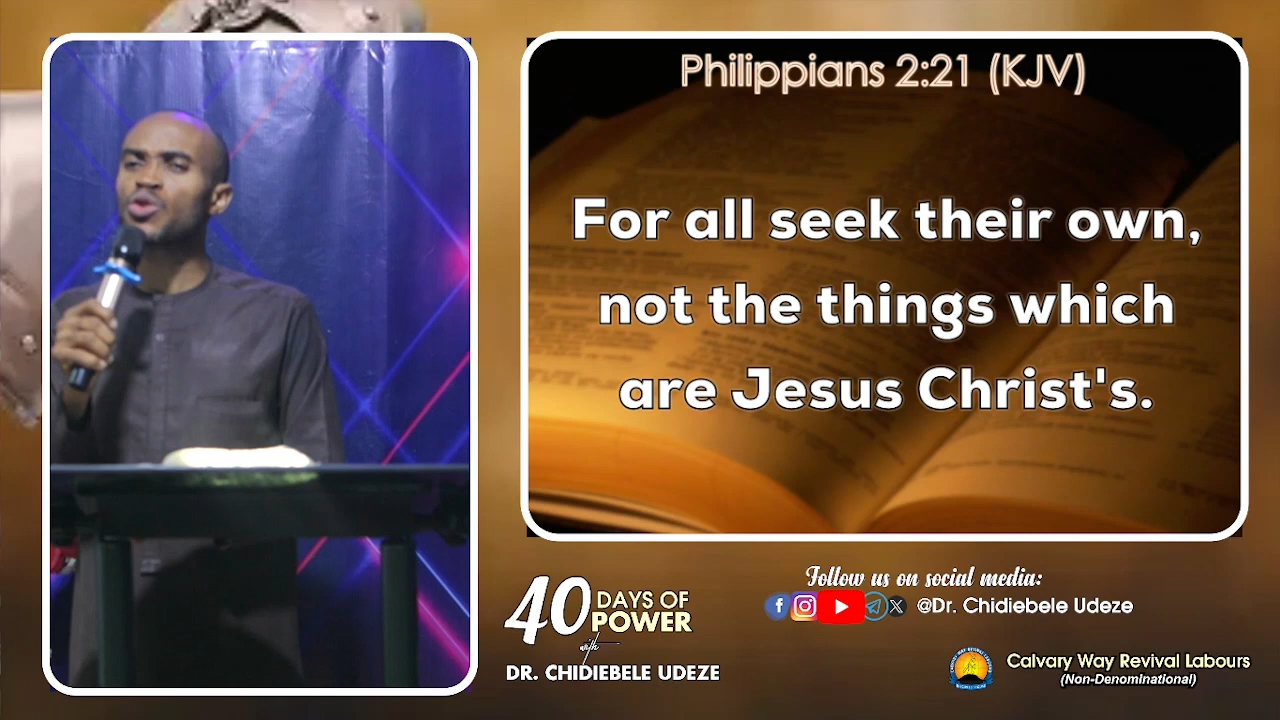 Philippians 2:21 (KJV)
For all seek their own,
not the things which
are Jesus Christ's.
40 DAYS OF
POWER
with
DR. CHIDIEBELE UDEZE
Follow us on social media:
@Dr. Chidiebele Udeze
Calvary Way Revival Labours
(Non-Denominational)